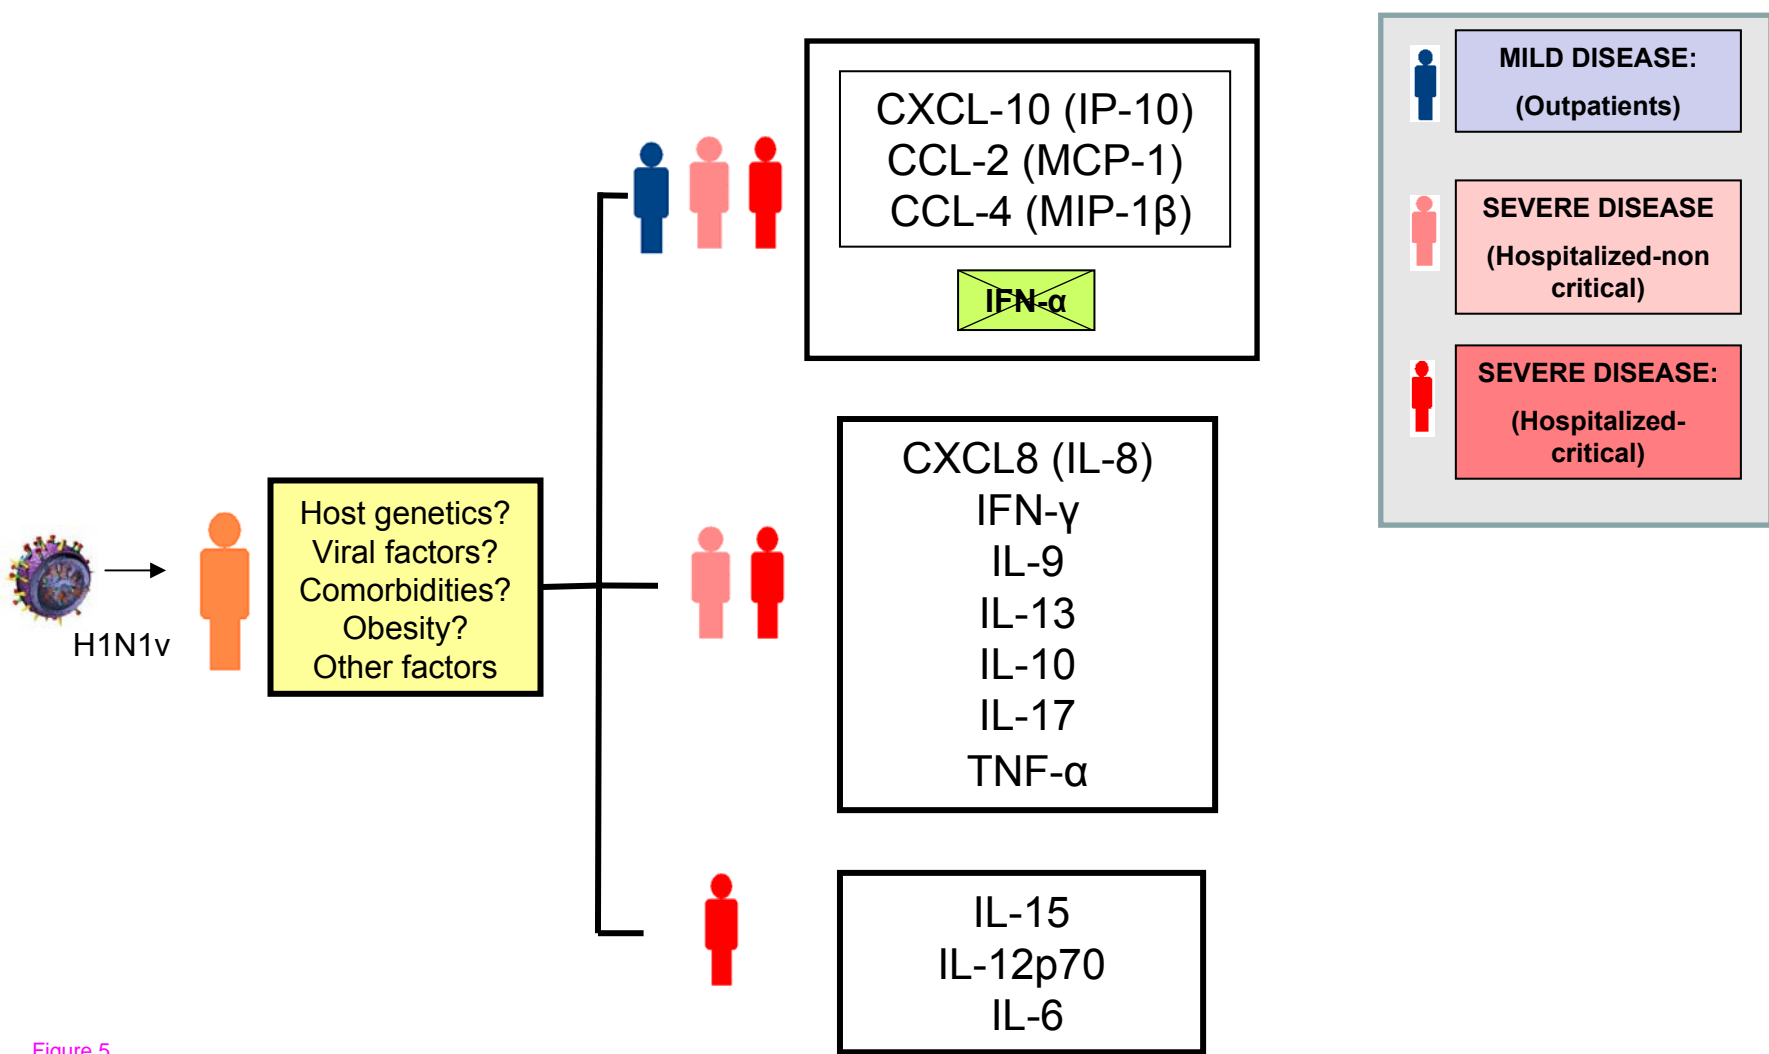 CXCL-10 (IP-10)
CCL-2 (MCP-1)
CCL-4 (MIP-1β)
IFN-α
MILD DISEASE:
(Outpatients)
SEVERE DISEASE
(Hospitalized-non
critical)
SEVERE DISEASE:
(Hospitalized-
critical)
H1N1v
Host genetics?
Viral factors?
Comorbidities?
Obesity?
Other factors
CXCL8 (IL-8)
IFN-γ
IL-9
IL-13
IL-10
IL-17
TNF-α
IL-15
IL-12p70
IL-6
Figure 5